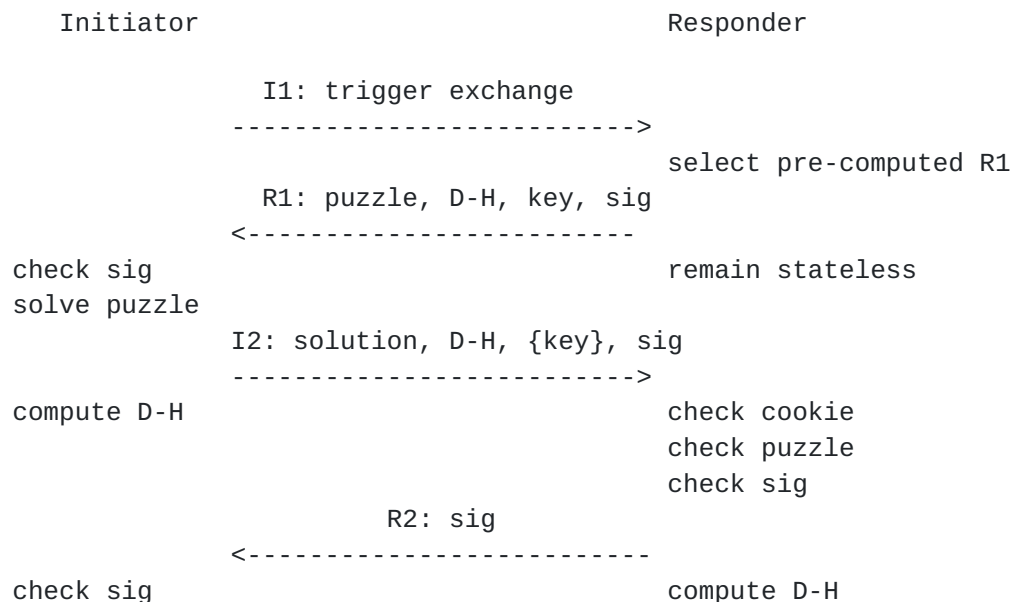 Initiator                              Responder
I1: trigger exchange
-------------------------->
select pre-computed R1
R1: puzzle, D-H, key, sig
<-------------------------
check sig                              remain stateless
solve puzzle
I2: solution, D-H, {key}, sig
-------------------------->
compute D-H                            check cookie
check puzzle
check sig
R2: sig
<--------------------------
check sig                              compute D-H